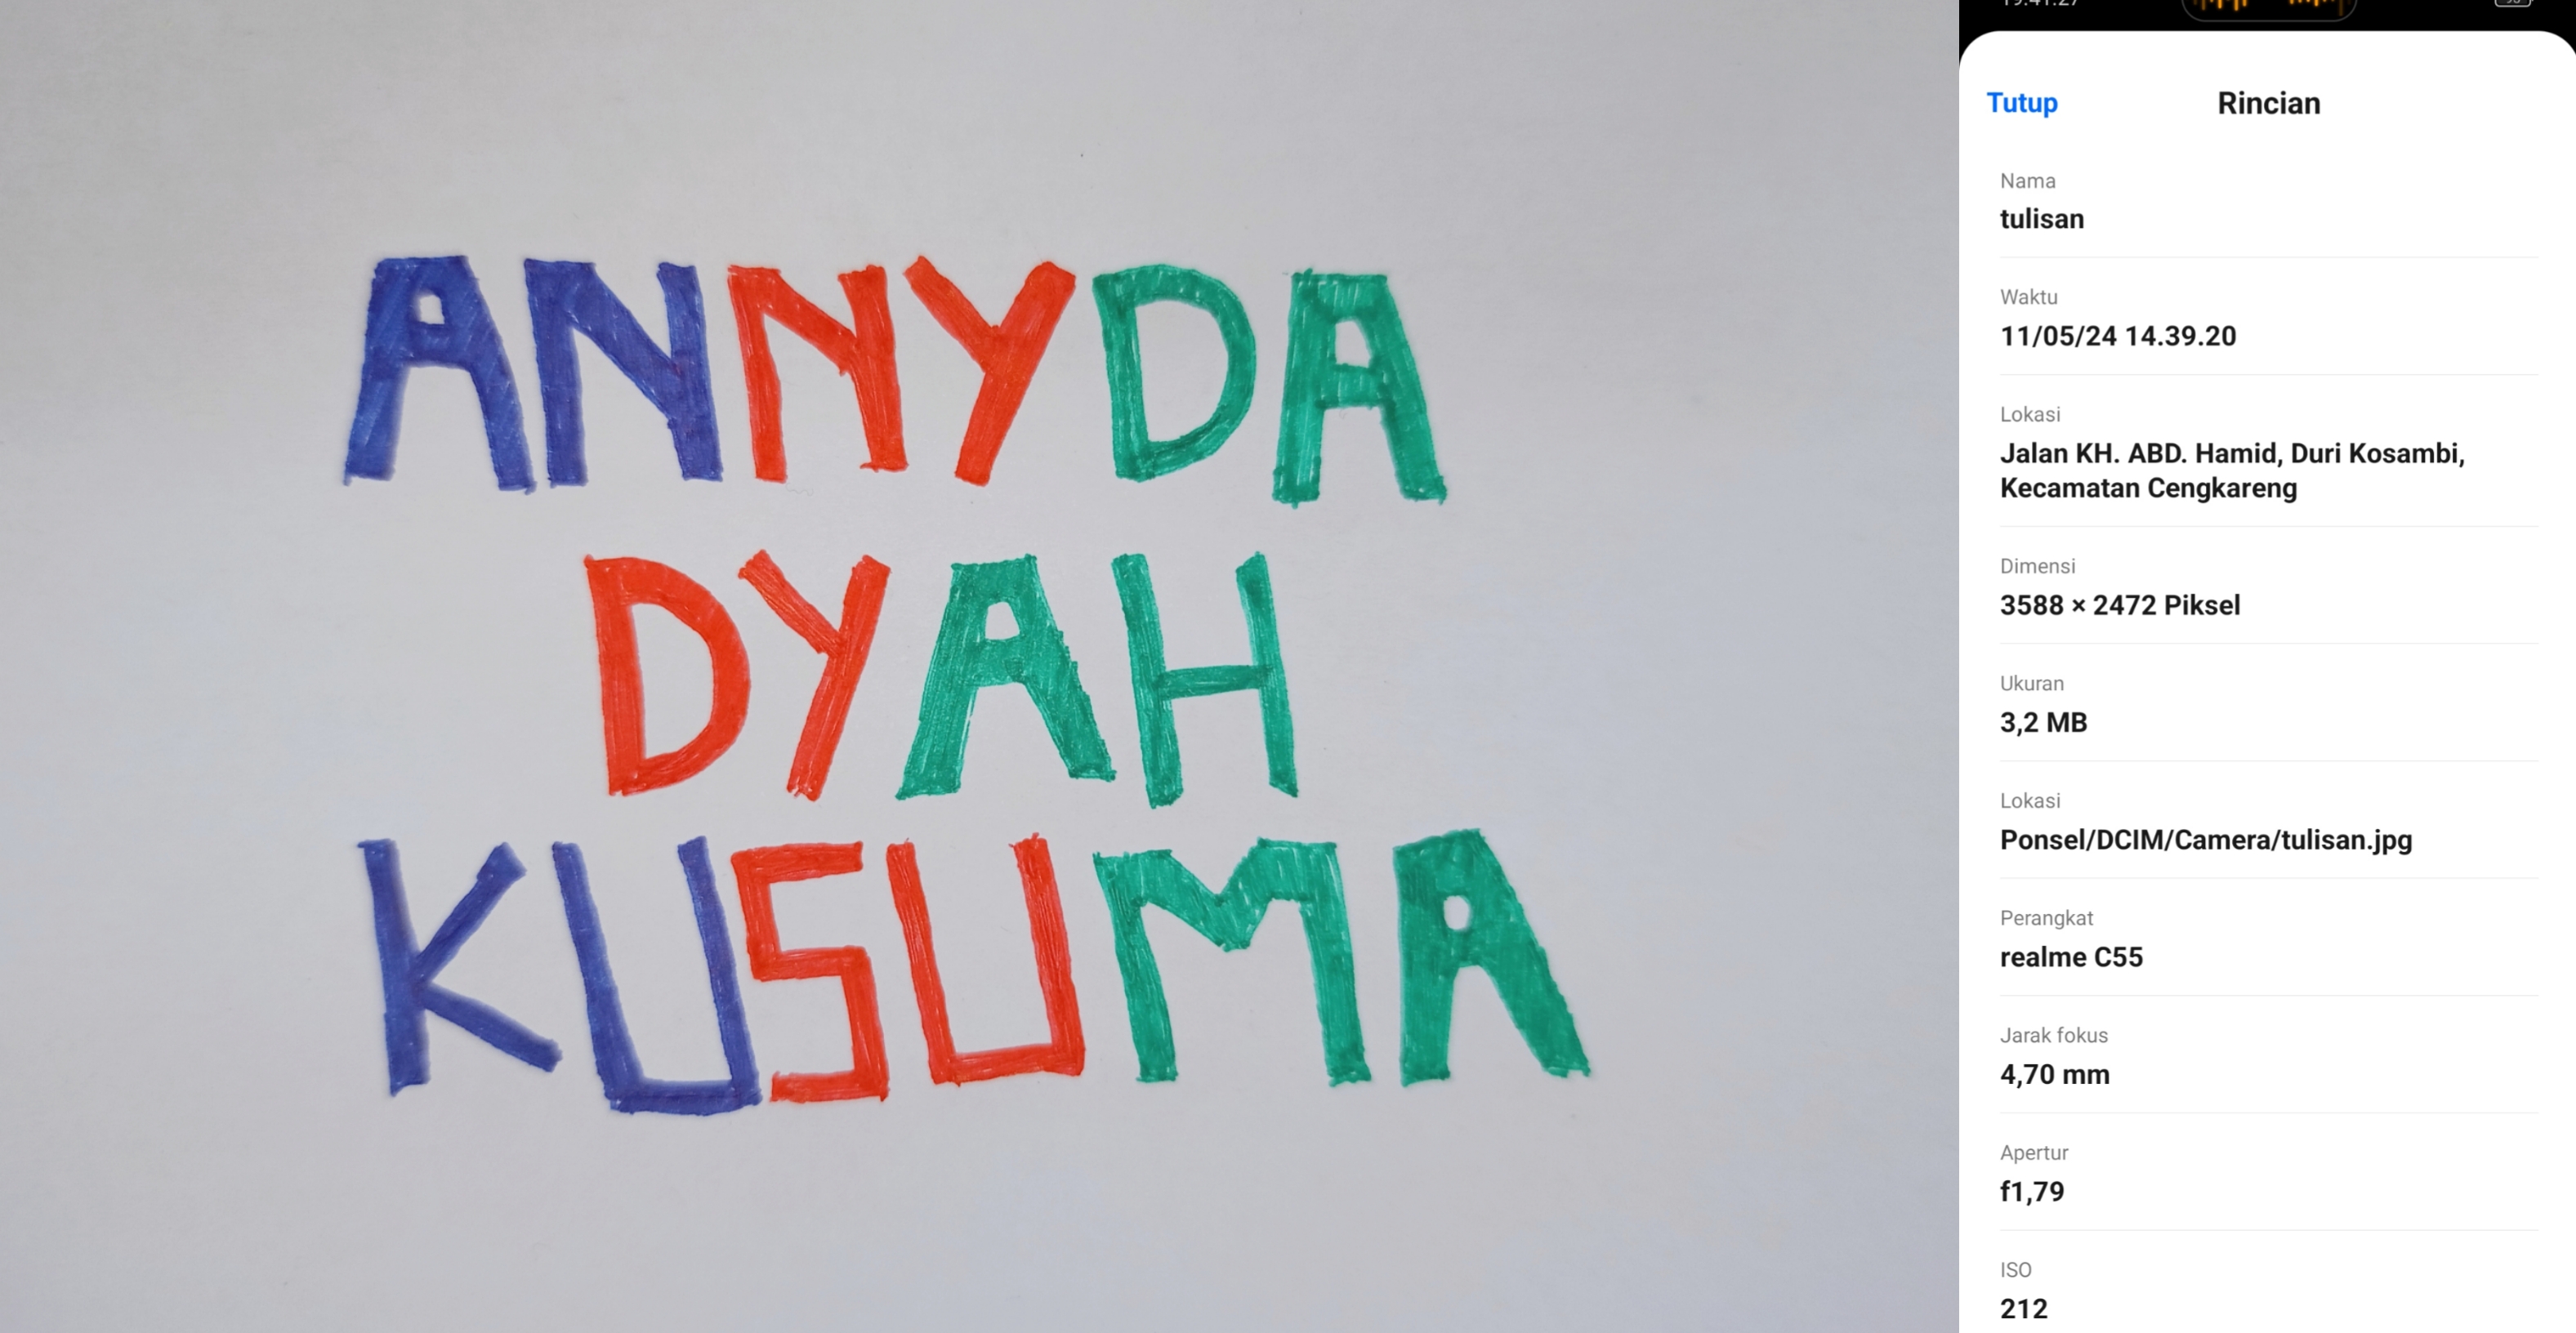 ANNYDA
DYAH
KUSUMA
Tutup
Rincian
Nama
tulisan
Waktu
11/05/24 14.39.20
Lokasi
Jalan KH. ABD. Hamid, Duri Kosambi,
Kecamatan Cengkareng
Dimensi
3588 × 2472 Piksel
Ukuran
3,2 MB
Lokasi
Ponsel/DCIM/Camera/tulisan.jpg
Perangkat
realme C55
Jarak fokus
4,70 mm
Apertur
f1,79
ISO
212